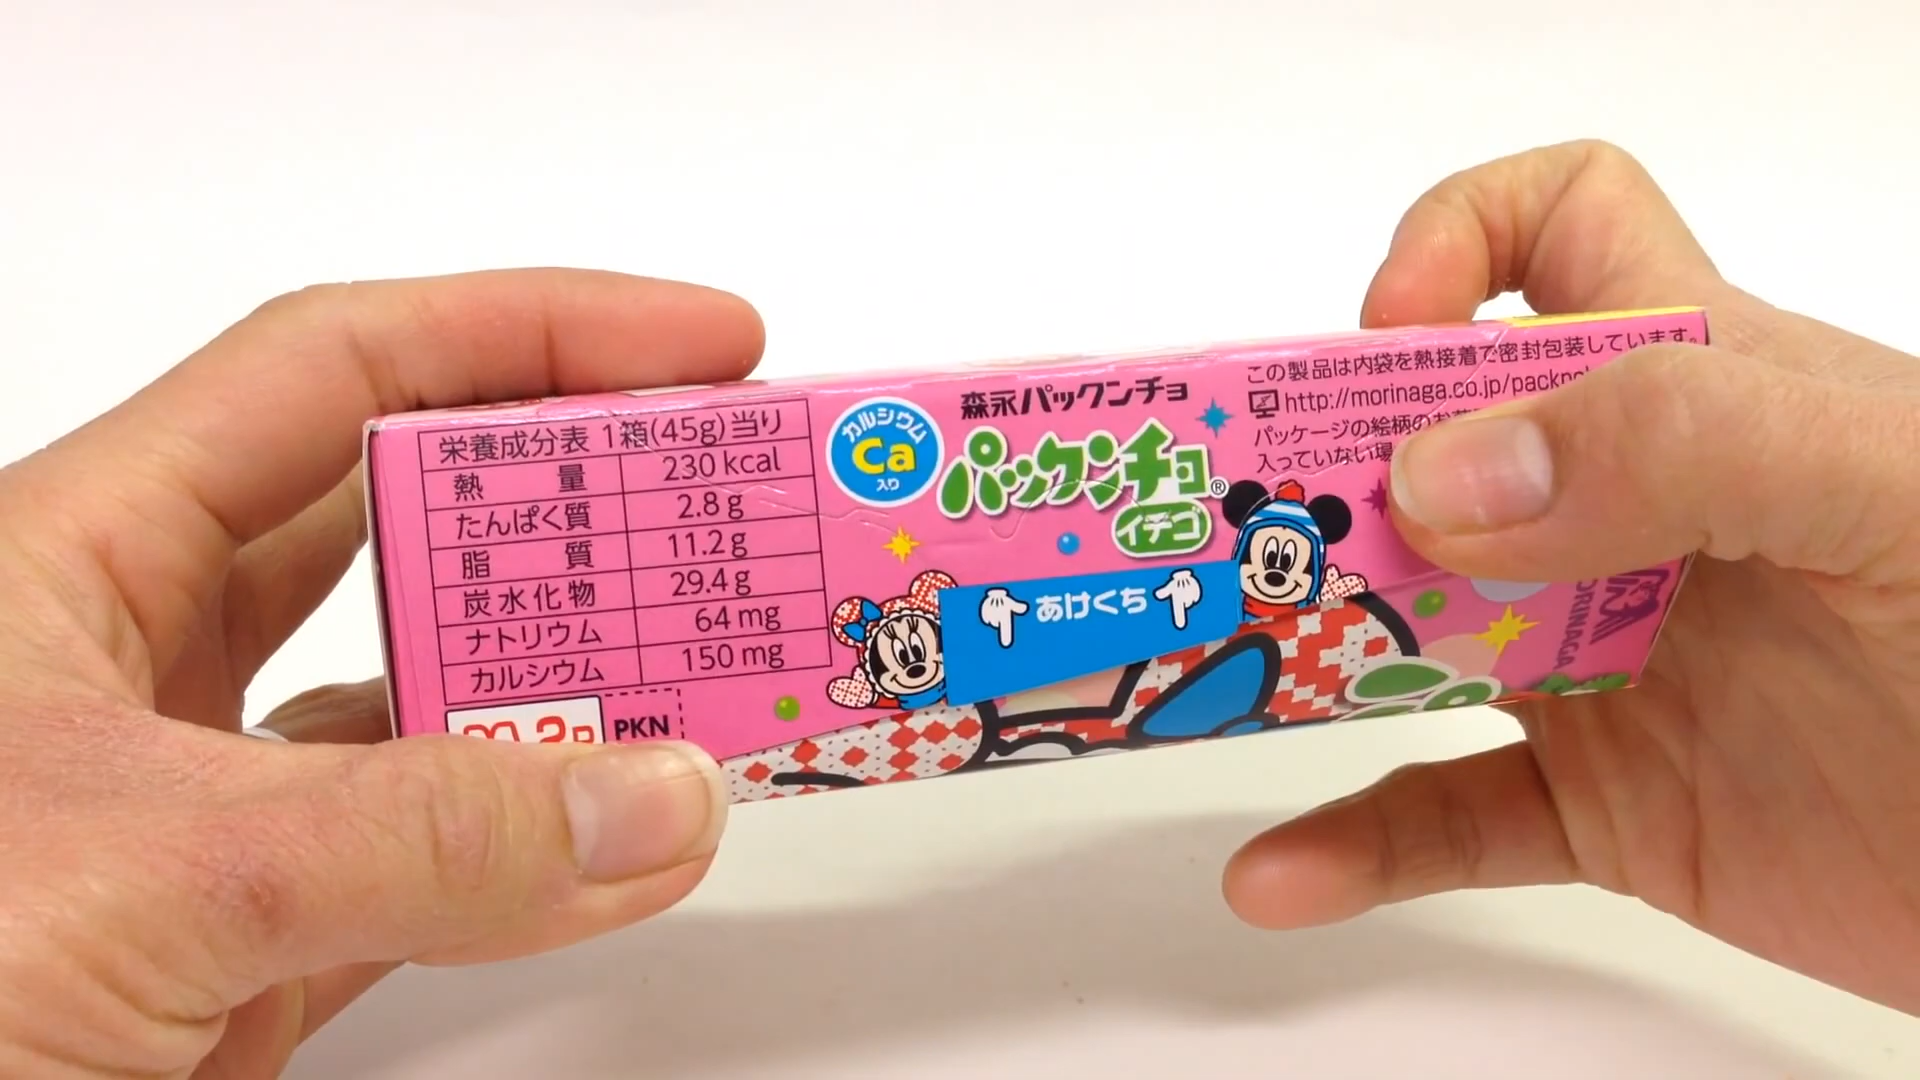 栄養成分表 1箱(45g)当り
熱量 230 kcal
たんぱく質 2.8 g
脂質 11.2 g
炭水化物 29.4 g
ナトリウム 64 mg
カルシウム 150 mg
PKN
カルシウム
Ca
入り
森永パックンチョ
パックンチョ®
イチゴ
あけくち
この製品は内袋を熱接着で密封包装しています。
http://morinaga.co.jp/packn
パッケージの絵柄のお
入っていない場
MORINAGA